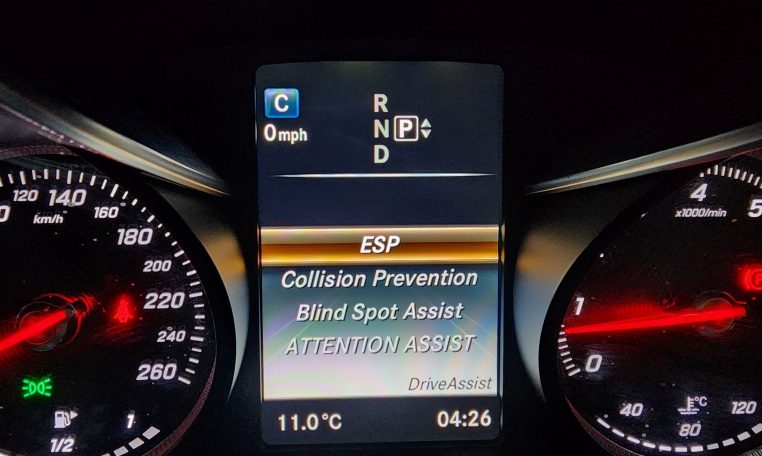 C
0mph
R
N P
D
ESP
Collision Prevention
Blind Spot Assist
ATTENTION ASSIST
DriveAssist
11.0°C
04:26
120
140
160
km/h
180
200
220
240
260
1/2
1
4
5
x1000/min
1
0
°C
40
80
120